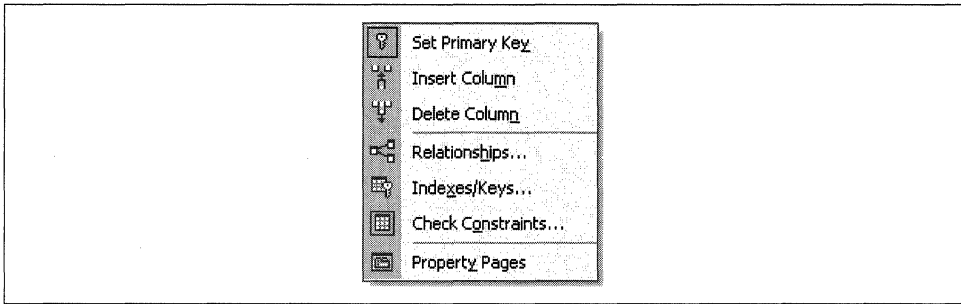 Set Primary Key
Insert Column
Delete Column
Relationships...
Indexes/Keys...
Check Constraints...
Property Pages